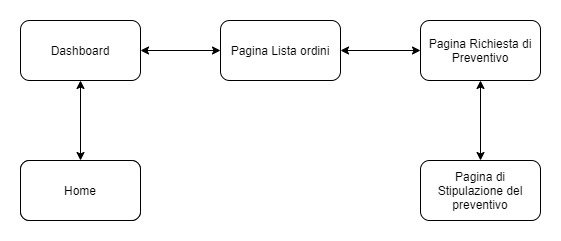 Dashboard
Pagina Lista ordini
Pagina Richiesta di
Preventivo
Home
Pagina di
Stipulazione del
preventivo